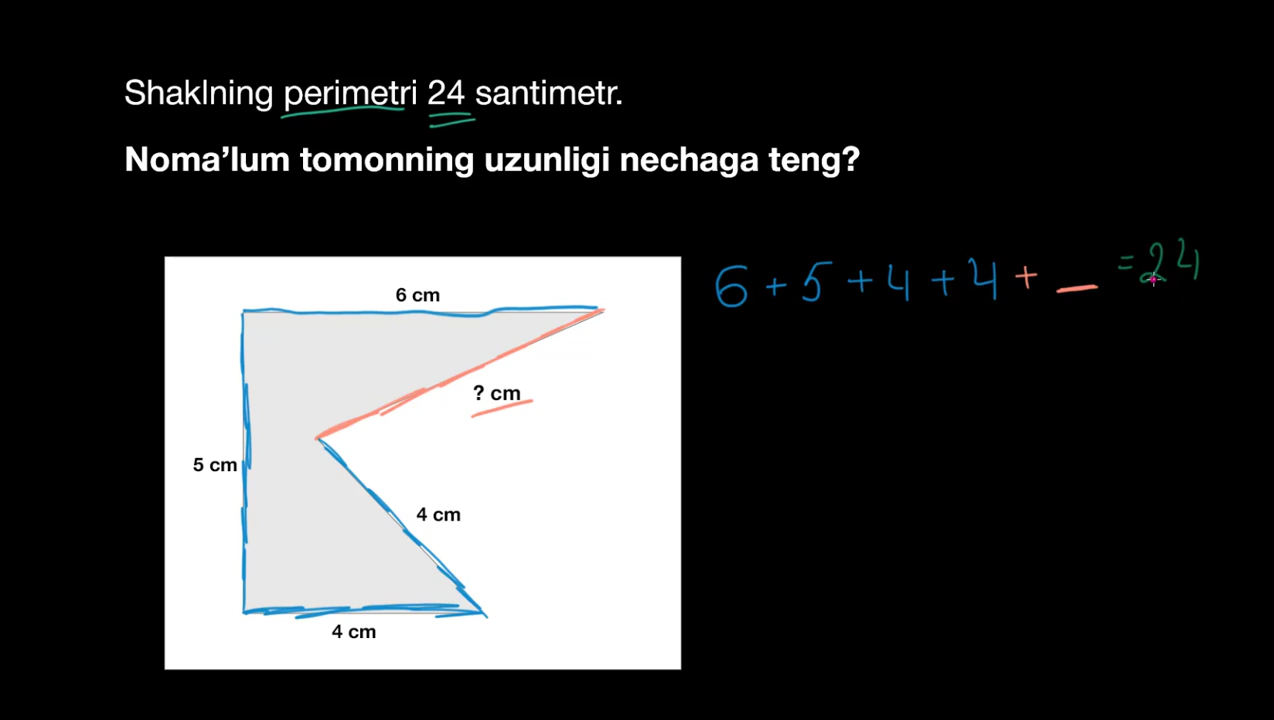 Shaklning perimetri 24 santimetr.
Noma’lum tomonning uzunligi nechaga teng?
6 + 5 + 4 + 4 + _ = 24
6 cm
? cm
5 cm
4 cm
4 cm